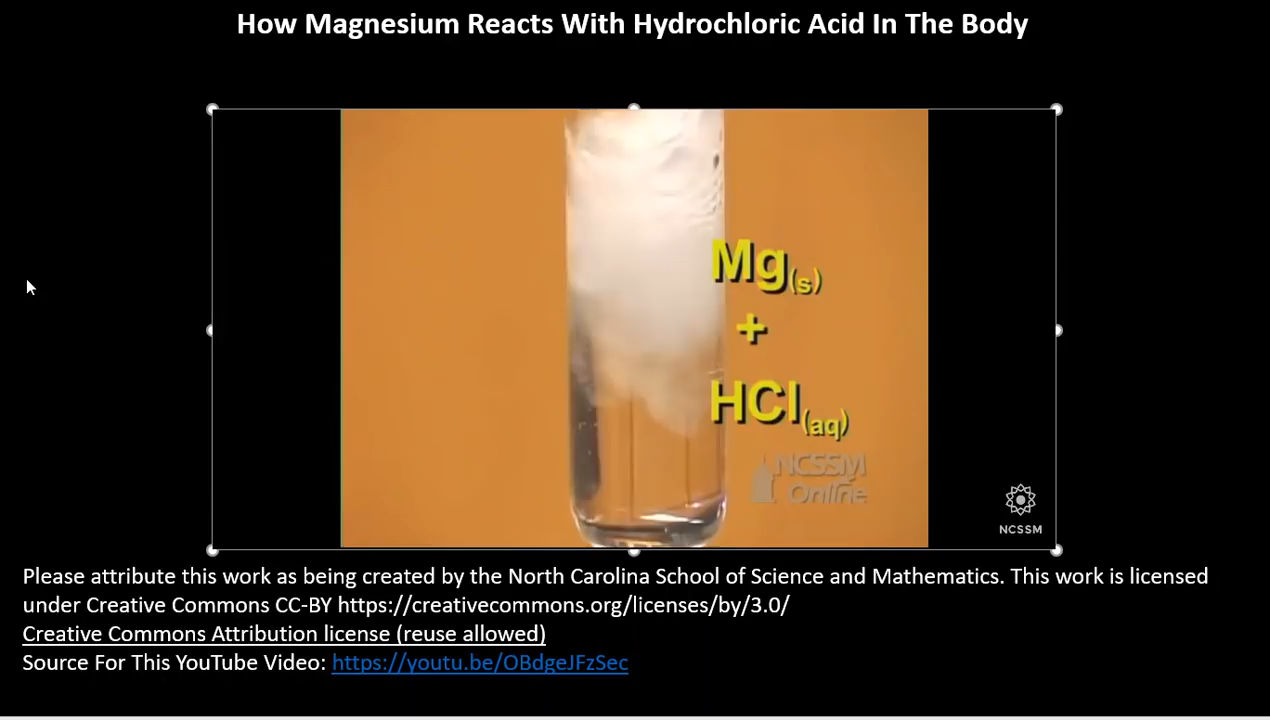 How Magnesium Reacts With Hydrochloric Acid In The Body
Mg(s)
+
HCl(aq)
NCSSM
Online
NCSSM
Please attribute this work as being created by the North Carolina School of Science and Mathematics. This work is licensed
under Creative Commons CC-BY https://creativecommons.org/licenses/by/3.0/
Creative Commons Attribution license (reuse allowed)
Source For This YouTube Video: https://youtu.be/OBdgeJFzSec